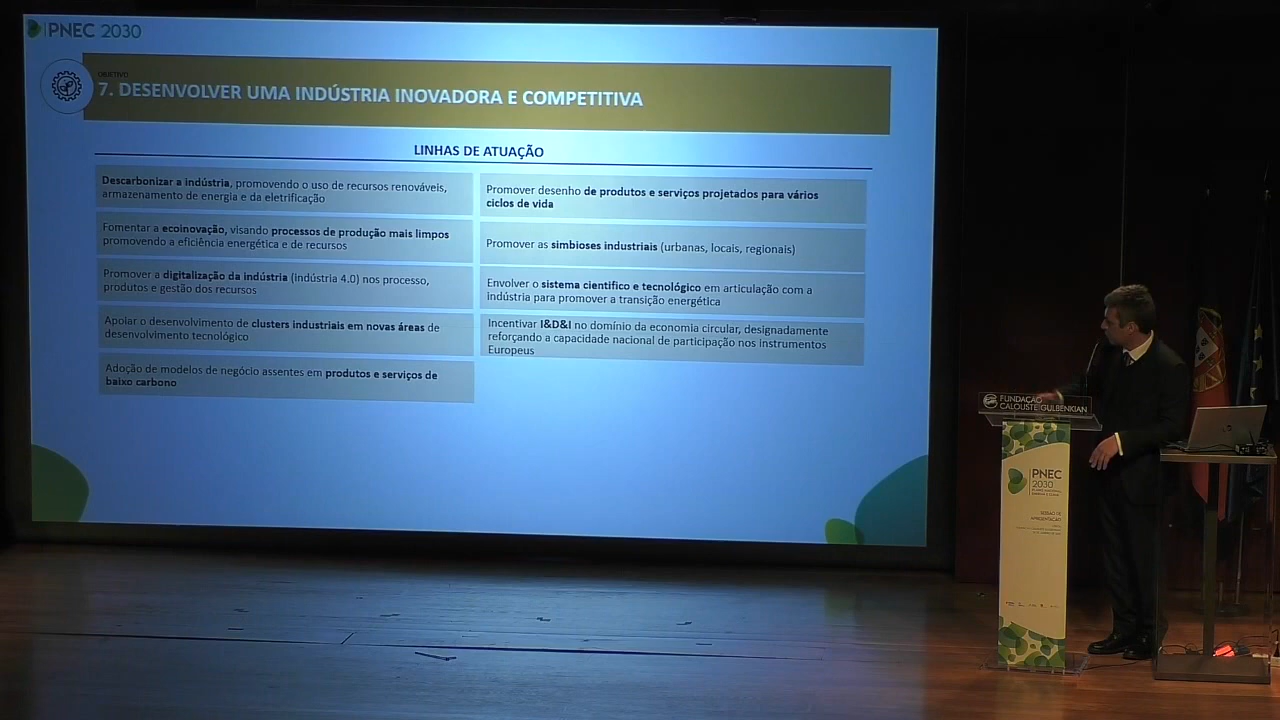 PNEC 2030
OBJETIVO
7. DESENVOLVER UMA INDÚSTRIA INOVADORA E COMPETITIVA
LINHAS DE ATUAÇÃO
Descarbonizar a indústria, promovendo o uso de recursos renováveis,
armazenamento de energia e da eletrificação
Fomentar a ecoinovação, visando processos de produção mais limpos
promovendo a eficiência energética e de recursos
Promover a digitalização da indústria (indústria 4.0) nos processo,
produtos e gestão dos recursos
Apoiar o desenvolvimento de clusters industriais em novas áreas de
desenvolvimento tecnológico
Adoção de modelos de negócio assentes em produtos e serviços de
baixo carbono
Promover desenho de produtos e serviços projetados para vários
ciclos de vida
Promover as simbioses industriais (urbanas, locais, regionais)
Envolver o sistema cientifico e tecnológico em articulação com a
indústria para promover a transição energética
Incentivar I&D&I no domínio da economia circular, designadamente
reforçando a capacidade nacional de participação nos instrumentos
Europeus
FUNDAÇÃO
CALOUSTE GULBENKIAN
PNEC
2030
SESSÃO DE
APRESENTAÇÃO